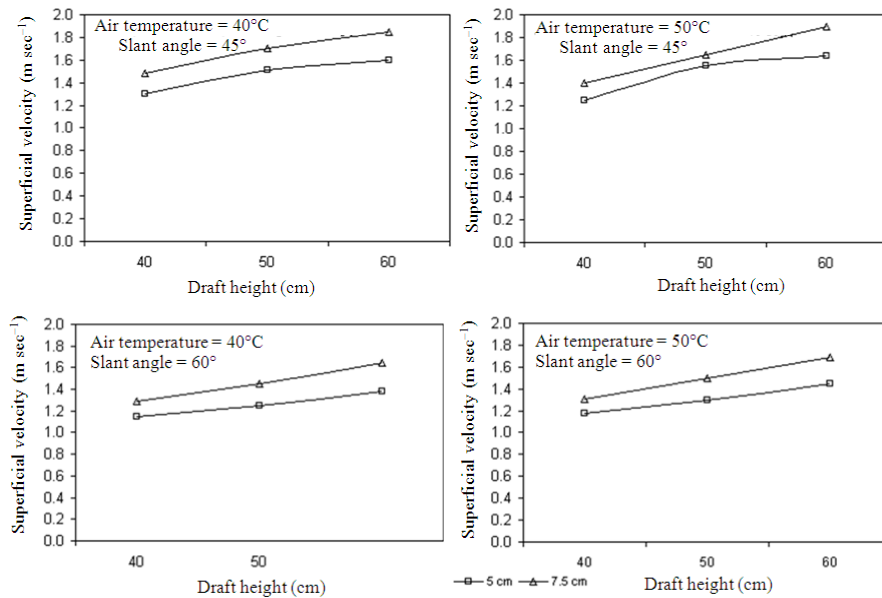 Air temperature = 40°C
Slant angle = 45°
Superficial velocity (m sec⁻¹)
2.0
1.8
1.6
1.4
1.2
1.0
0.8
0.6
0.4
0.2
0.0
40 50 60
Draft height (cm)
Air temperature = 50°C
Slant angle = 45°
Superficial velocity (m sec⁻¹)
2.0
1.8
1.6
1.4
1.2
1.0
0.8
0.6
0.4
0.2
0.0
40 50 60
Draft height (cm)
Air temperature = 40°C
Slant angle = 60°
Superficial velocity (m sec⁻¹)
2.0
1.8
1.6
1.4
1.2
1.0
0.8
0.6
0.4
0.2
0.0
40 50
Draft height (cm)
Air temperature = 50°C
Slant angle = 60°
Superficial velocity (m sec⁻¹)
2.0
1.8
1.6
1.4
1.2
1.0
0.8
0.6
0.4
0.2
0.0
40 50 60
Draft height (cm)
5 cm 7.5 cm